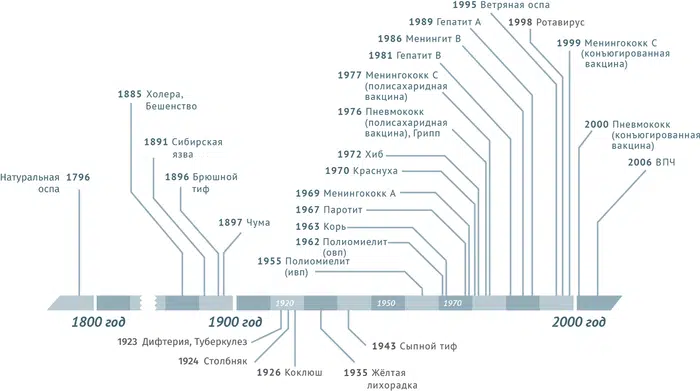 1995 Ветряная оспа
1989 Гепатит А
1998 Ротавирус
1986 Менингит В
1999 Менингококк С
(конъюгированная
вакцина)
1981 Гепатит В
1977 Менингококк С
(полисахаридная
вакцина)
1885 Холера,
Бешенство
1976 Пневмококк
(полисахаридная
вакцина), Грипп
2000 Пневмококк
(конъюгированная
вакцина)
1891 Сибирская
язва
1972 Хиб
2006 ВПЧ
1970 Краснуха
Натуральная 1796
оспа
1896 Брюшной
тиф
1969 Менингококк А
1967 Паротит
1897 Чума
1963 Корь
1962 Полиомиелит
(овп)
1955 Полиомиелит
(ипв)
1920
1950
1970
1800 год
1900 год
2000 год
1923 Дифтерия, Туберкулез
1943 Сыпной тиф
1924 Столбняк
1926 Коклюш
1935 Жёлтая
лихорадка